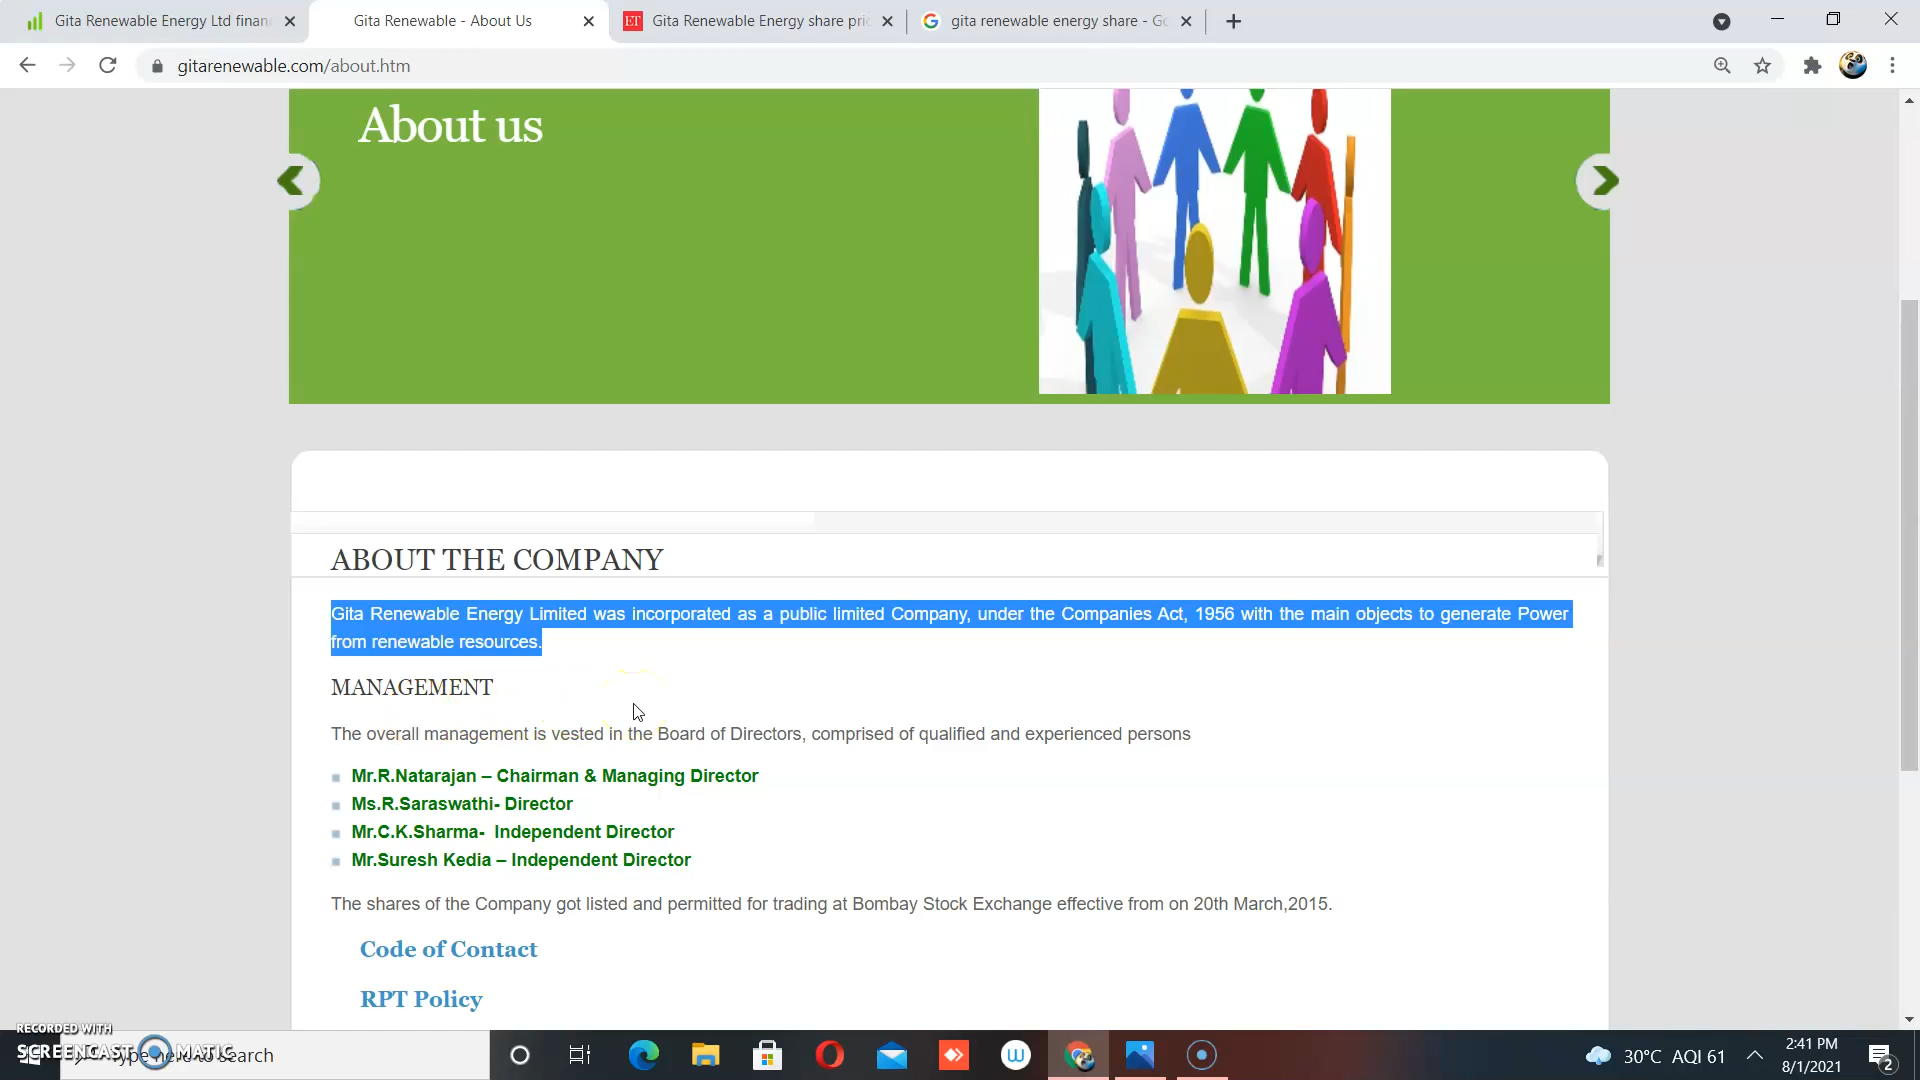 Gita Renewable Energy Ltd finan
Gita Renewable - About Us
ET Gita Renewable Energy share pri
gita renewable energy share - Go
gitarenewable.com/about.htm
About us
ABOUT THE COMPANY
Gita Renewable Energy Limited was incorporated as a public limited Company, under the Companies Act, 1956 with the main objects to generate Power
from renewable resources.
MANAGEMENT
The overall management is vested in the Board of Directors, comprised of qualified and experienced persons
Mr.R.Natarajan – Chairman & Managing Director
Ms.R.Saraswathi- Director
Mr.C.K.Sharma- Independent Director
Mr.Suresh Kedia – Independent Director
The shares of the Company got listed and permitted for trading at Bombay Stock Exchange effective from on 20th March,2015.
Code of Contact
RPT Policy
RECORDED WITH
SCREENCAST MATIC
Type here to search
W
30°C AQI 61
2:41 PM
8/1/2021
2